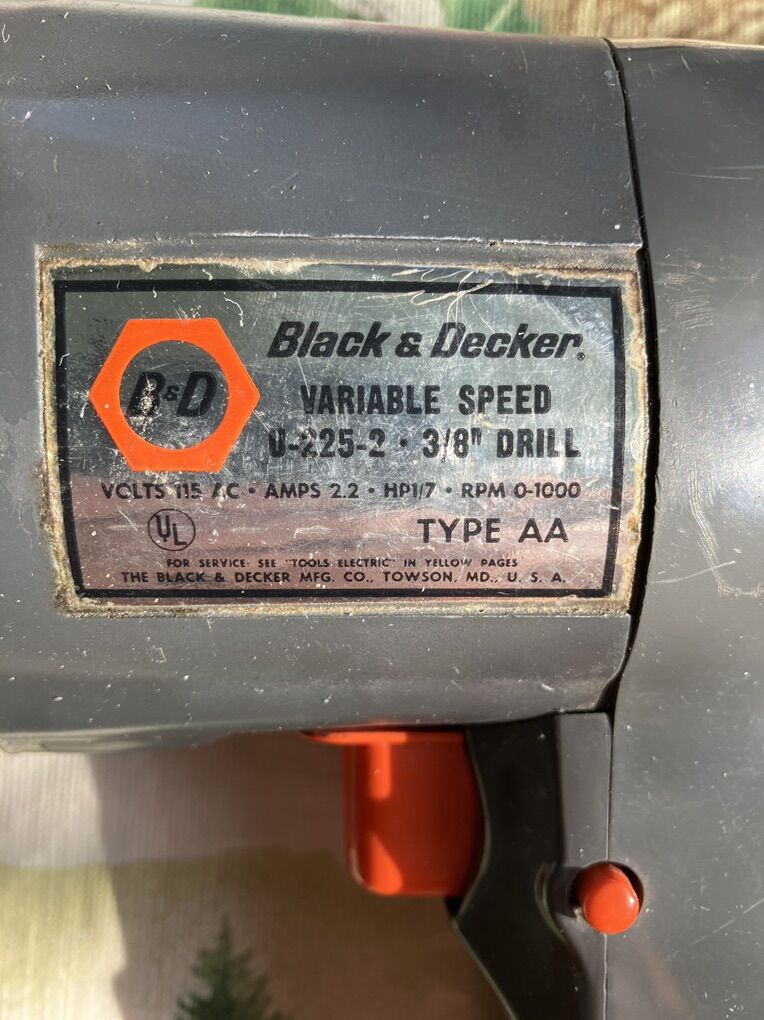 B&D
Black & Decker®
VARIABLE SPEED
U-225-2 · 3/8" DRILL
VOLTS 115 AC · AMPS 2.2 · HP1/7 · RPM 0-1000
UL
TYPE AA
FOR SERVICE: SEE "TOOLS ELECTRIC" IN YELLOW PAGES
THE BLACK & DECKER MFG. CO., TOWSON, MD., U. S. A.